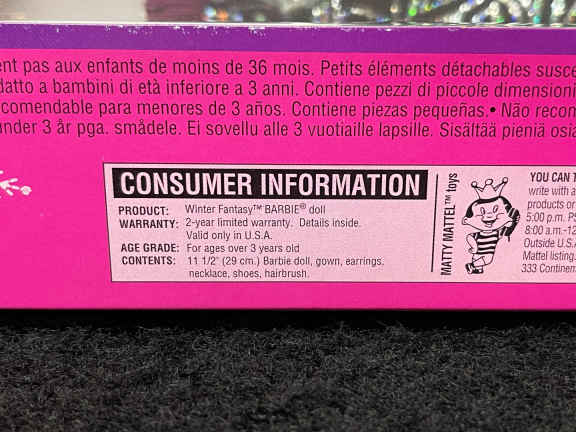 ent pas aux enfants de moins de 36 mois. Petits éléments détachables
datto a bambini di età inferiore a 3 anni. Contiene pezzi di piccole dimensioni
comendable para menores de 3 años. Contiene piezas pequeñas.• Não recon
under 3 år pga. smådele. Ei sovellu alle 3 vuotiaille lapsille. Sisältää pieniä
CONSUMER INFORMATION
PRODUCT: Winter Fantasy™ BARBIE® doll
WARRANTY: 2-year limited warranty. Details inside.
Valid only in U.S.A.
AGE GRADE: For ages over 3 years old
CONTENTS: 11 1/2" (29 cm.) Barbie doll, gown, earrings,
necklace, shoes, hairbrush.
MATTY MATTEL™ toys
YOU CAN
write with a
products or
5:00 p.m.
8:00 a.m.-12
Outside U.S.
Mattel listing.
333